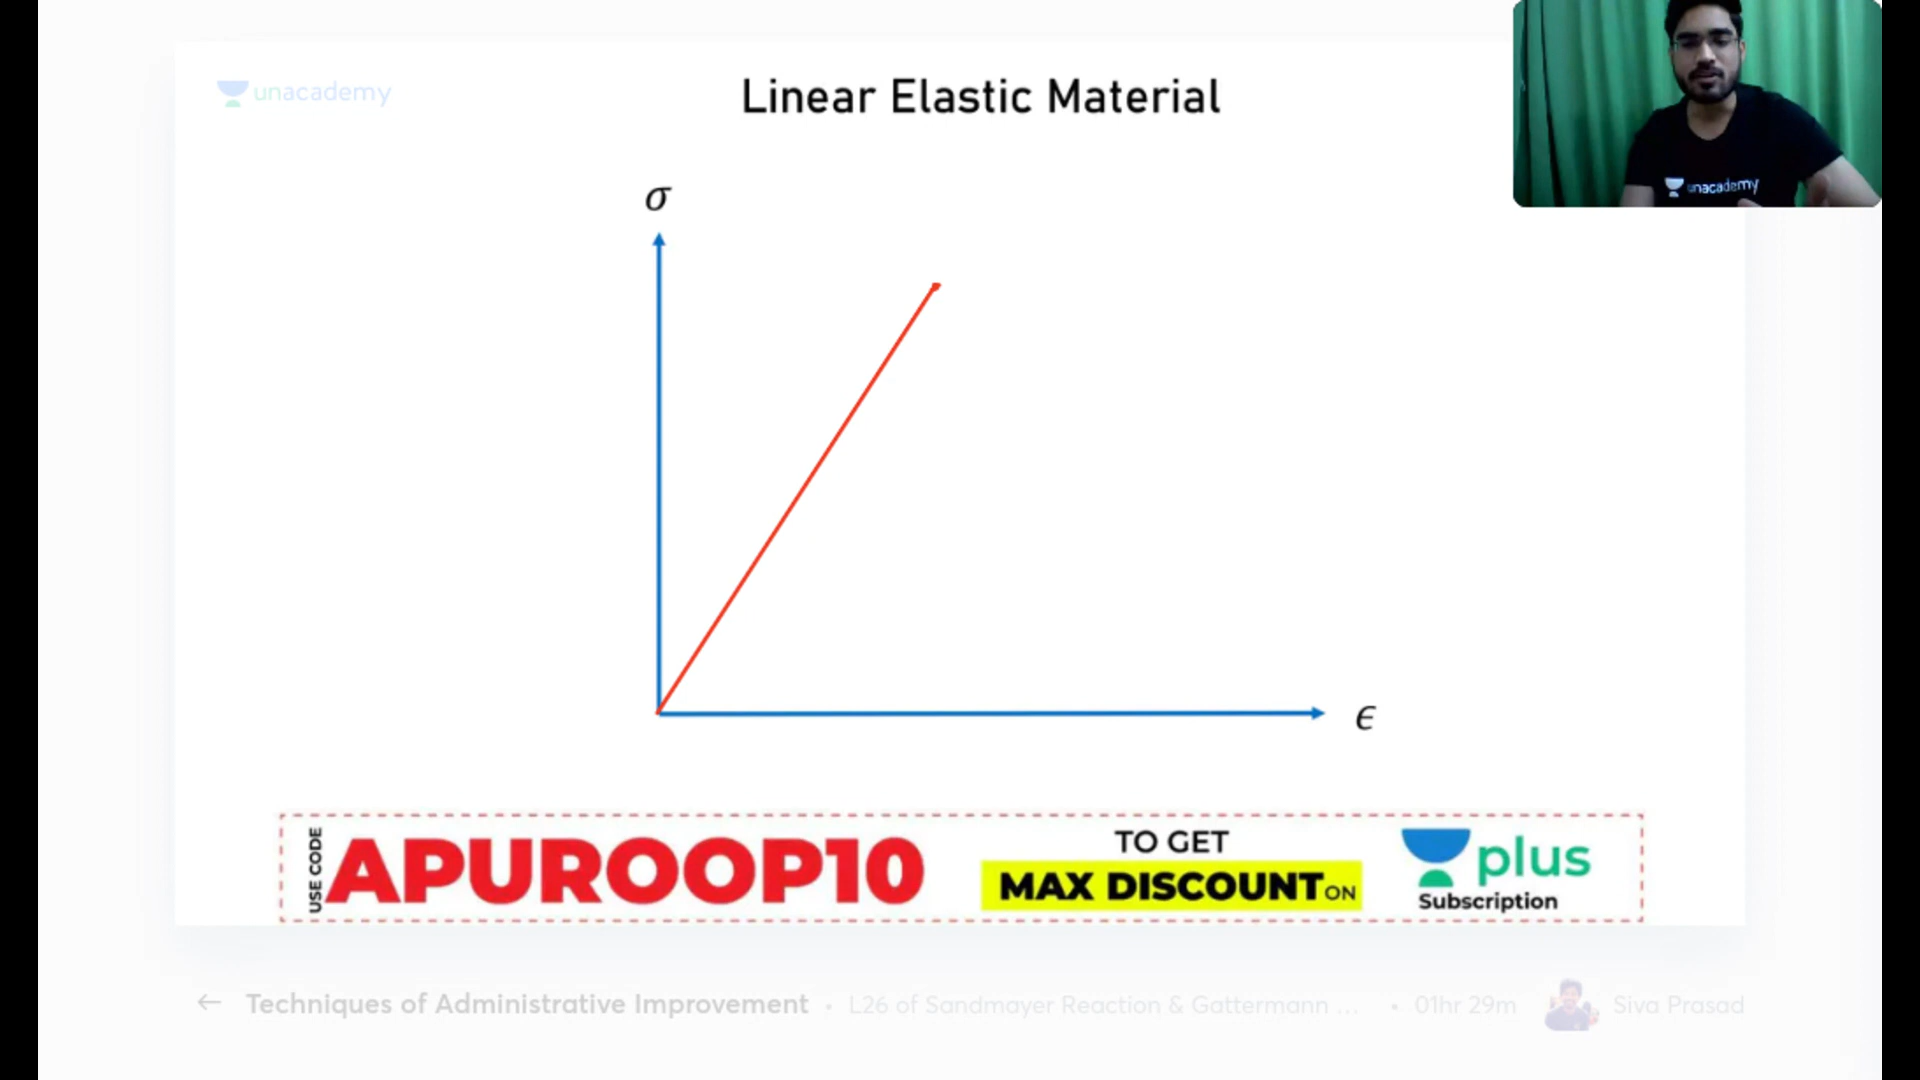 unacademy
Linear Elastic Material
unacademy
σ
ϵ
USE CODE
APUROOP10
TO GET
MAX DISCOUNT ON
plus
Subscription
← Techniques of Administrative Improvement • L26 of Sandmayer Reaction & Gattermann ... • 01hr 29m Siva Prasad